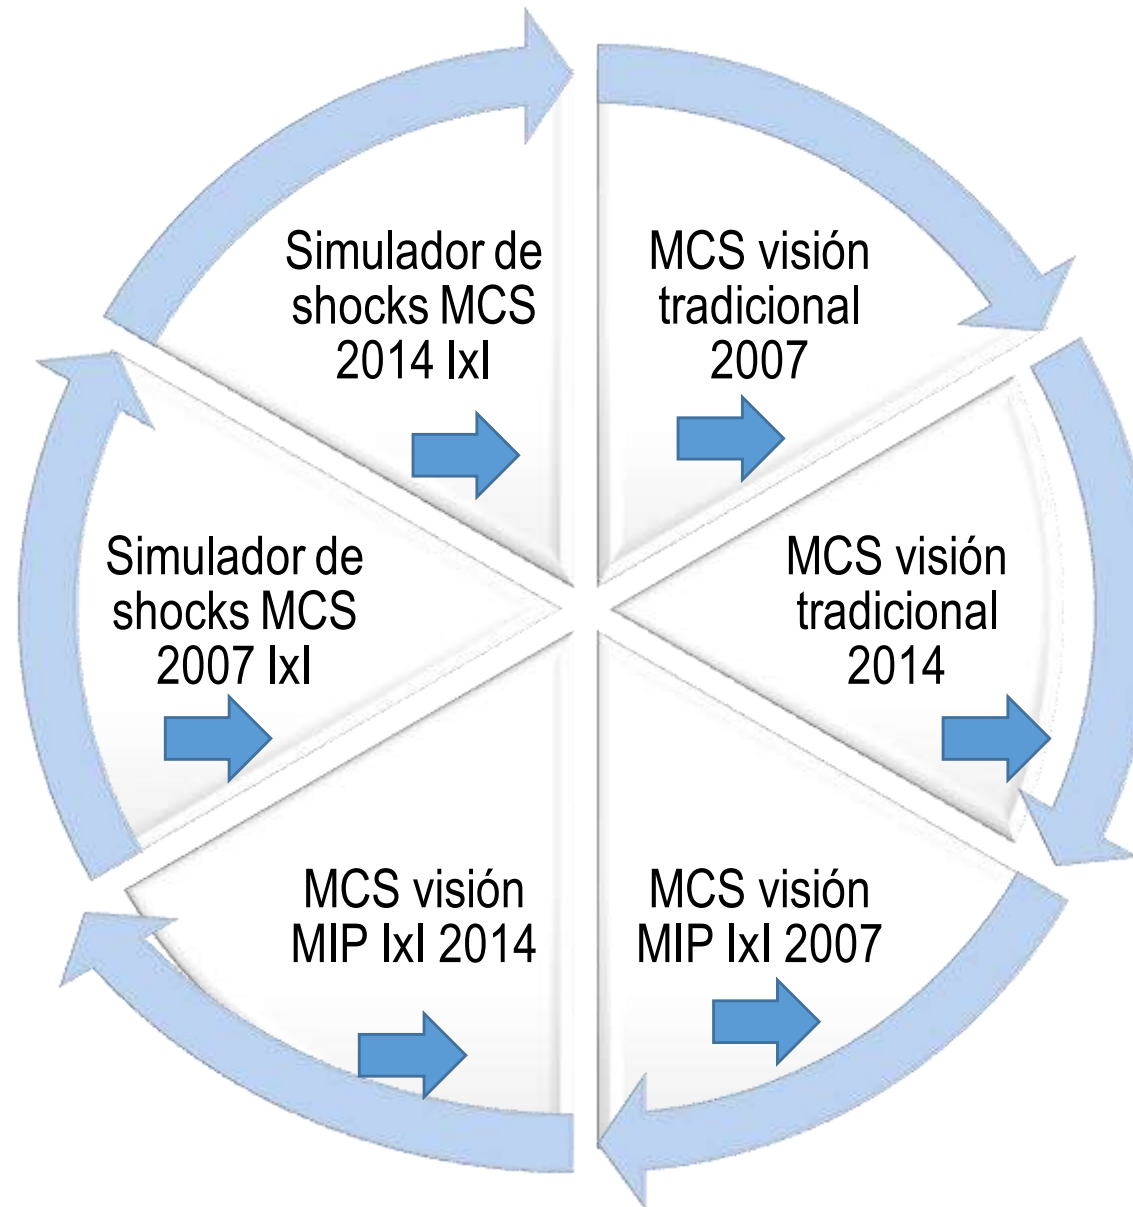 Simulador de
shocks MCS
2014 IxI
MCS visión
tradicional
2007
MCS visión
tradicional
2014
MCS visión
MIP IxI 2007
MCS visión
MIP IxI 2014
Simulador de
shocks MCS
2007 IxI